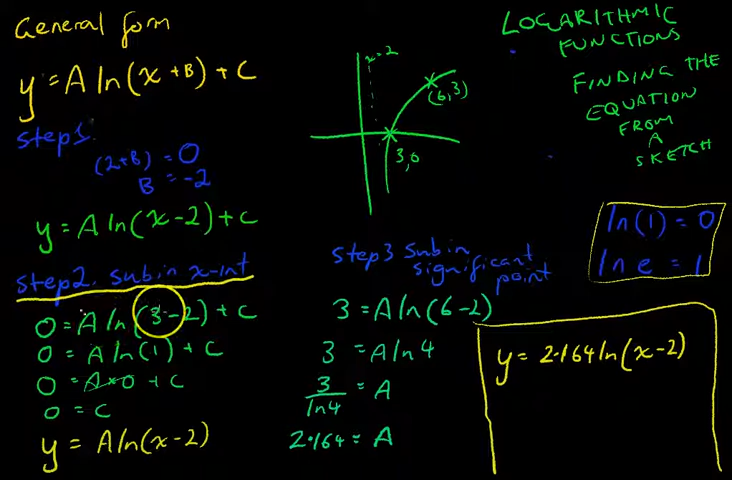 General form
y = A ln(x + B) + C
step 1.
(2+B) = 0
B = -2
y = A ln(x-2) + C
step 2. sub in x-int
0 = A ln(3-2) + C
0 = A ln(1) + C
0 = A×0 + C
0 = C
y = A ln(x-2)
x=2
(6,3)
3,0
step 3 sub in
significant
point
3 = A ln(6-2)
3 = A ln 4
3/ln4 = A
2.164 = A
LOGARITHMIC
FUNCTIONS
FINDING THE
EQUATION
FROM
A
SKETCH
ln(1) = 0
ln e = 1
y = 2.164 ln(x-2)